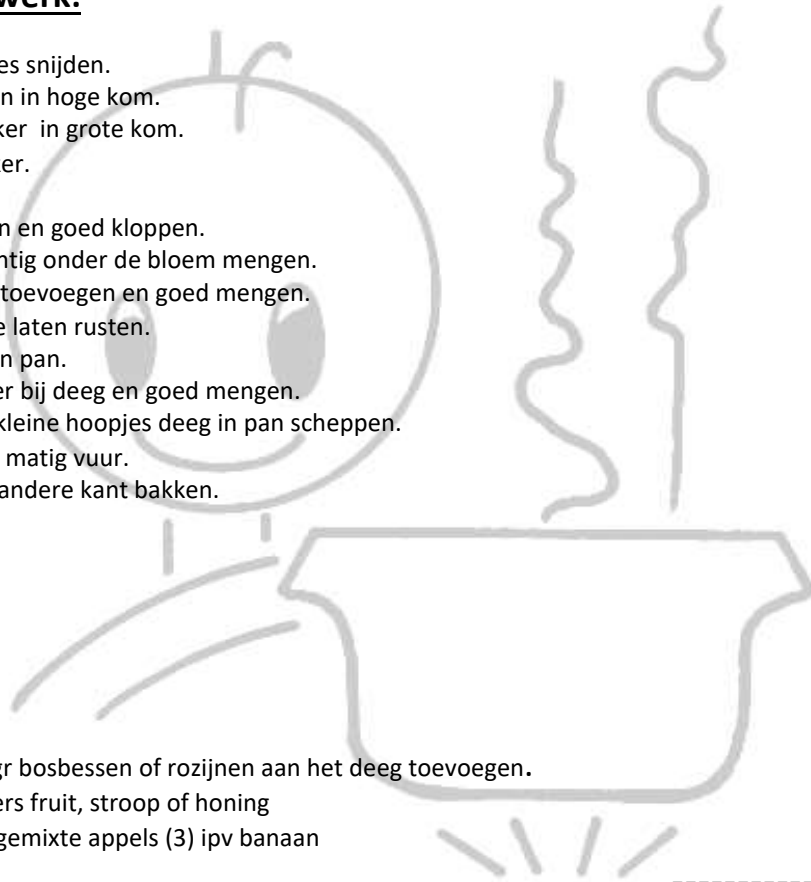 werk:
es snijden.
n in hoge kom.
ker in grote kom.
ker.
n en goed kloppen.
htig onder de bloem mengen.
toevoegen en goed mengen.
e laten rusten.
n pan.
er bij deeg en goed mengen.
kleine hoopjes deeg in pan scheppen.
matig vuur.
andere kant bakken.
gr bosbessen of rozijnen aan het deeg toevoegen.
ers fruit, stroop of honing
gemixte appels (3) ipv banaan